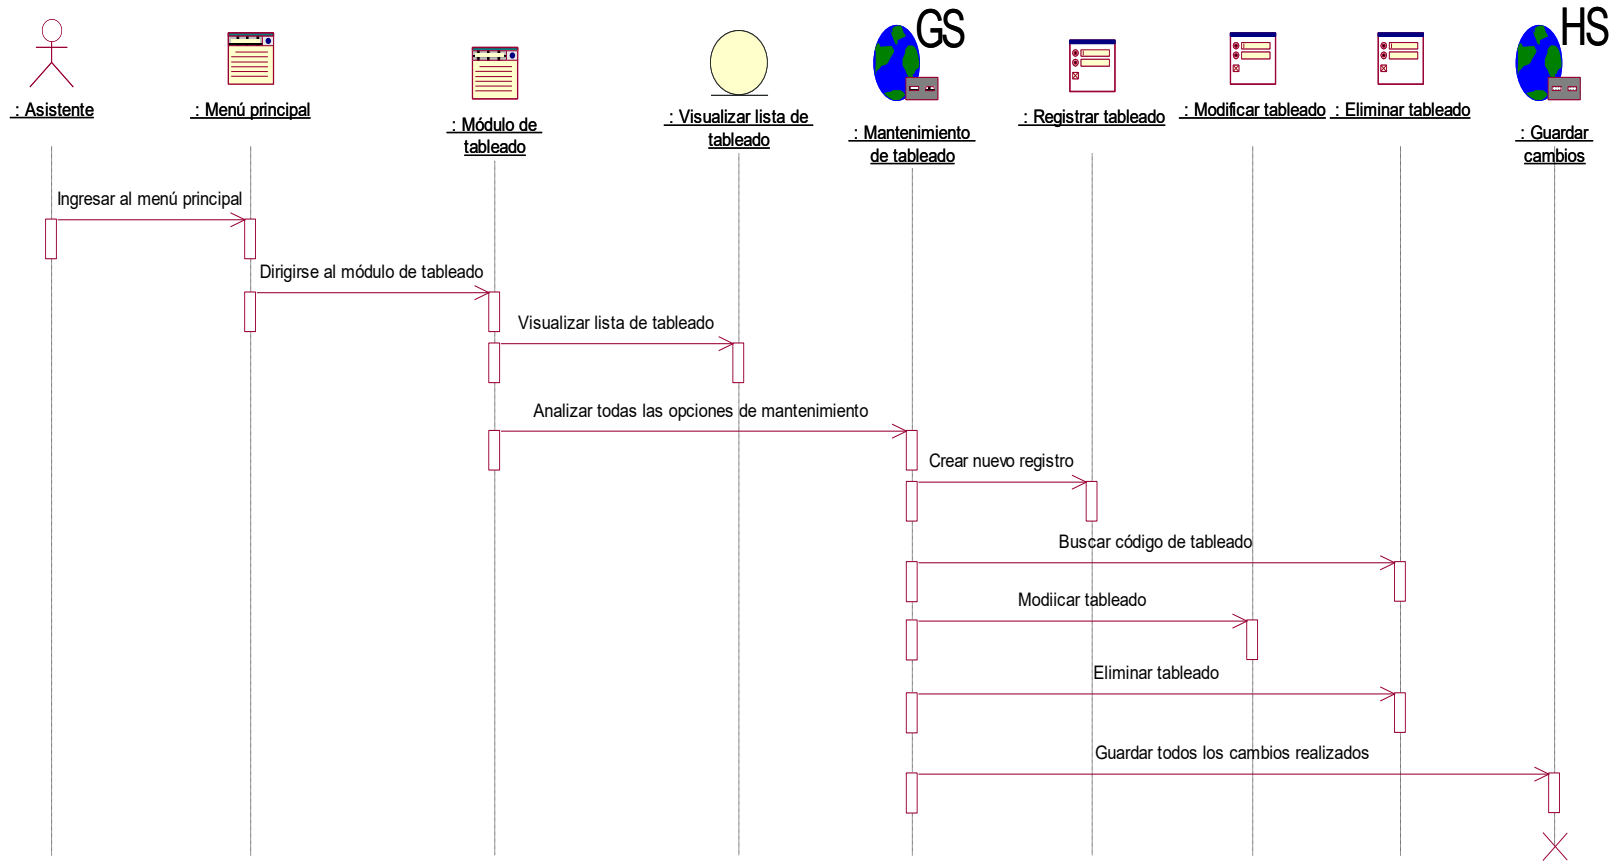 GS
HS
: Asistente
: Menú principal
: Módulo de
tableado
: Visualizar lista de
tableado
: Mantenimiento
de tableado
: Registrar tableado
: Modificar tableado
: Eliminar tableado
: Guardar
cambios
Ingresar al menú principal
Dirigirse al módulo de tableado
Visualizar lista de tableado
Analizar todas las opciones de mantenimiento
Crear nuevo registro
Buscar código de tableado
Modiicar tableado
Eliminar tableado
Guardar todos los cambios realizados